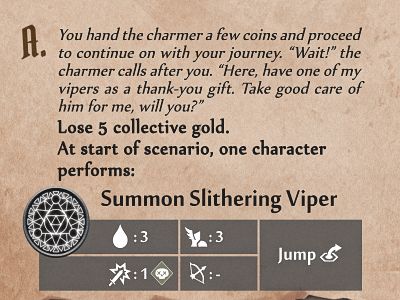 A.
You hand the charmer a few coins and proceed
to continue on with your journey. “Wait!” the
charmer calls after you. “Here, have one of my
vipers as a thank-you gift. Take good care of
him for me, will you?”
Lose 5 collective gold.
At start of scenario, one character
performs:
Summon Slithering Viper
: 3
: 3
Jump
: 1
: -